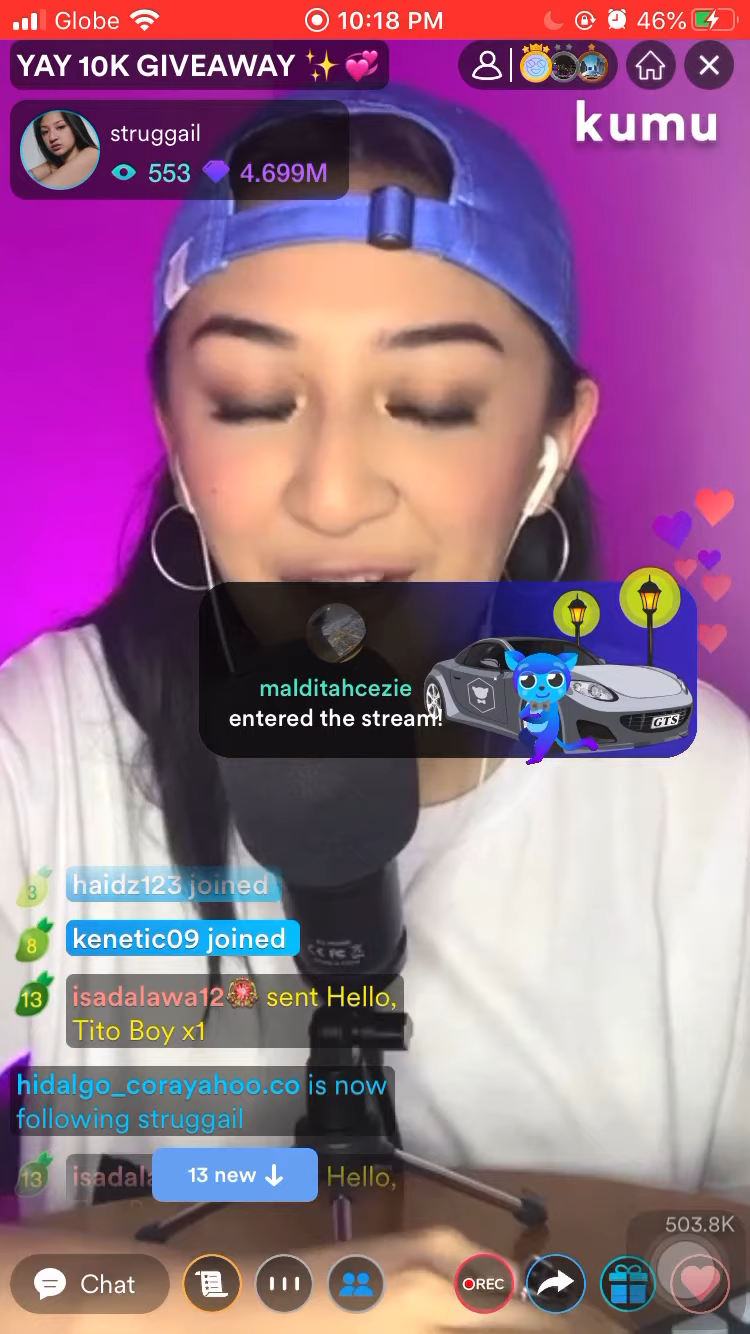 Globe
10:18 PM
46%
YAY 10K GIVEAWAY ✨💞
kumu
struggail
553
4.699M
malditahcezie
entered the stream!
GTS
3 haidz123 joined
8 kenetic09 joined
13 isadalawa12 sent Hello,
Tito Boy x1
hidalgo_corayahoo.co is now
following struggail
13 isadala
Hello,
13 new ↓
503.8K
Chat
REC